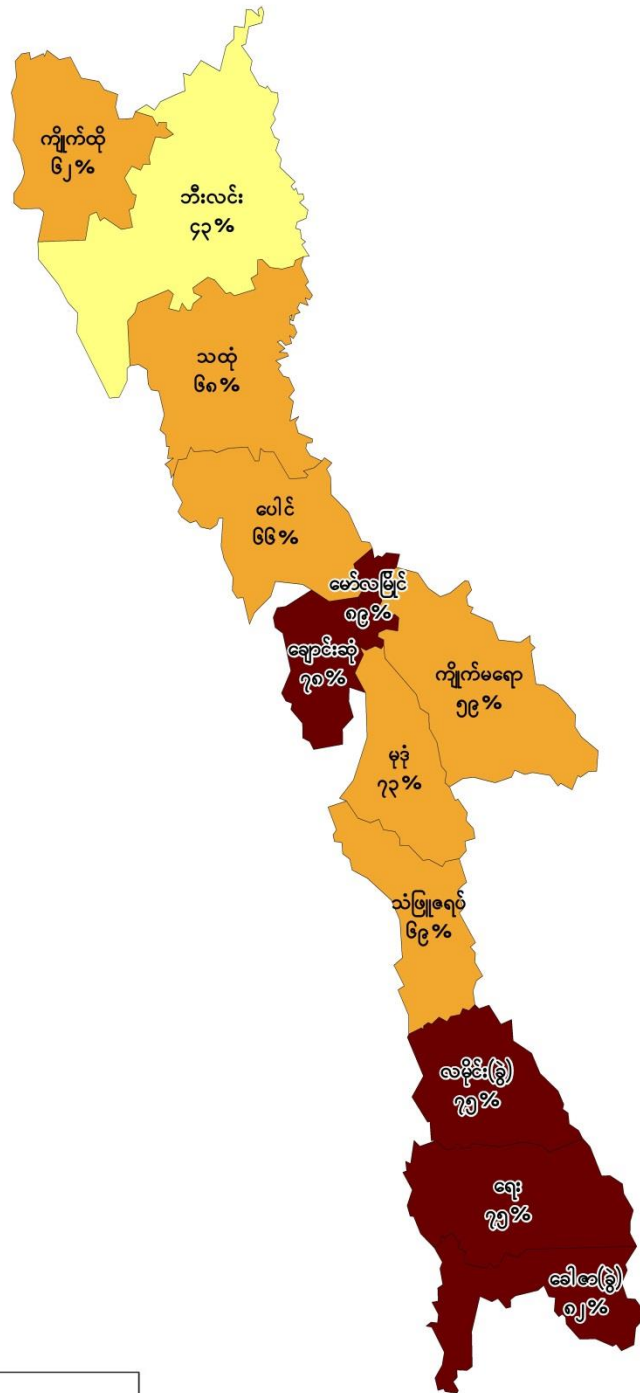 ကျိုက်ထို
၆၂%
ဘီးလင်း
၄၃%
သထုံ
၆၈%
ပေါင်
၆၆%
မော်လမြိုင်
၈၉%
ချောင်းဆုံ
၇၈%
ကျိုက်မရော
၅၉%
မုဒုံ
၇၃%
သံဖြူဇရပ်
၆၉%
လမိုင်း(ခွဲ)
၇၅%
ရေး
၇၅%
ခေါဇာ(ခွဲ)
၈၂%